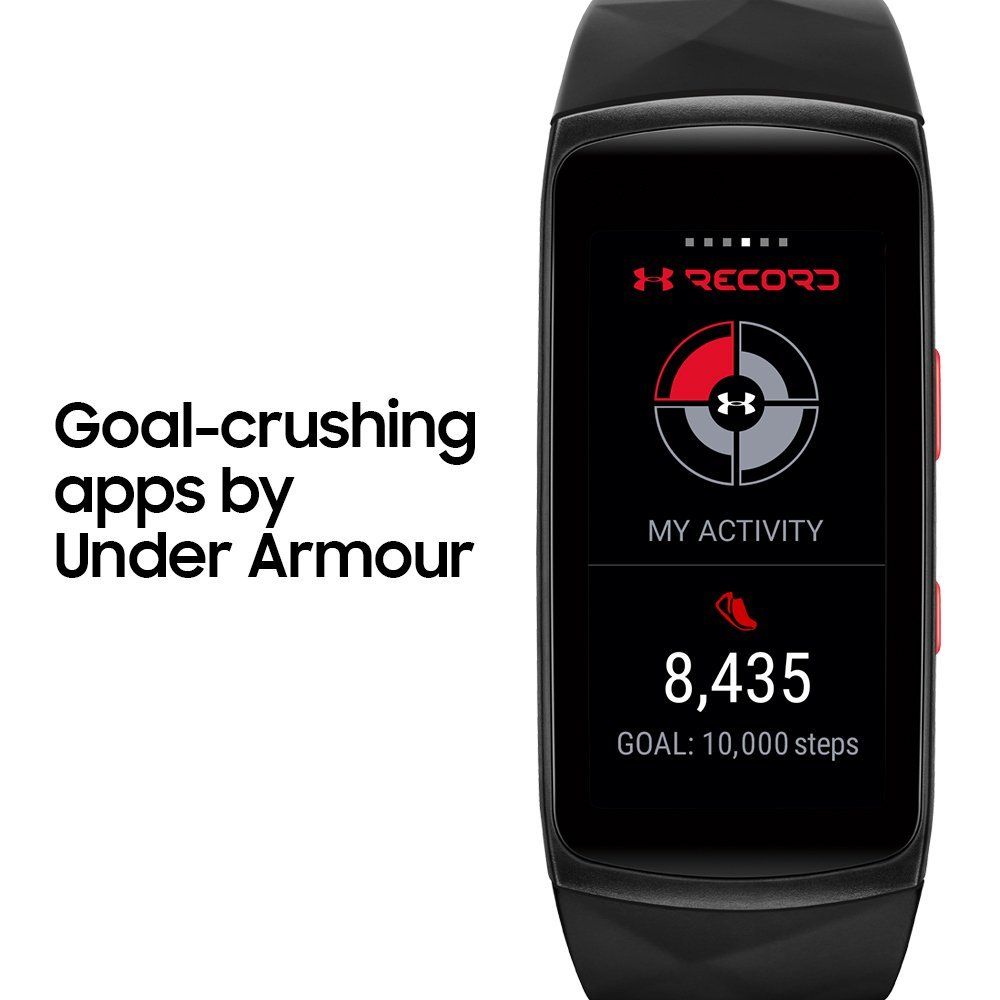 Goal-crushing
apps by
Under Armour
RECORD
MY ACTIVITY
8,435
GOAL: 10,000 steps